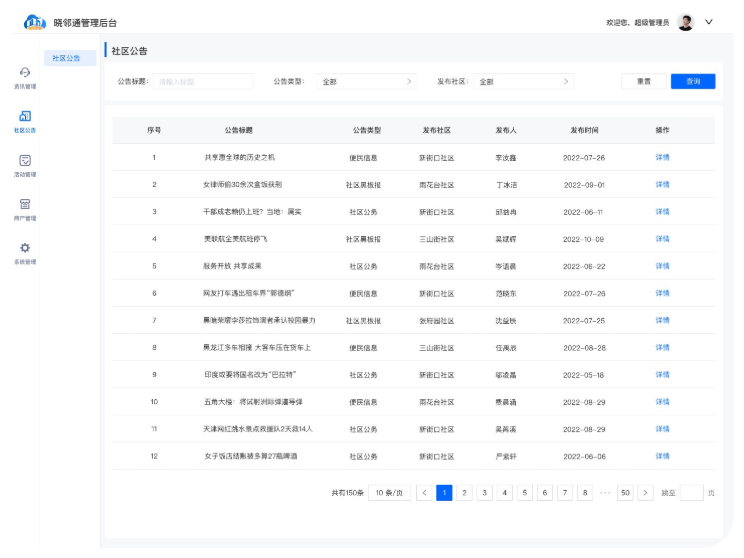 晓邻通管理后台
欢迎您，超级管理员
社区公告
资讯管理
社区公告
活动管理
商户管理
系统管理
社区公告
公告标题： 请输入标题 公告类型： 全部 发布社区： 全部 重置 查询
序号 公告标题 公告类型 发布社区 发布人 发布时间 操作
1 共享惠全球的历史之机 便民信息 新街口社区 李汝鑫 2022-07-26 详情
2 女律师偷30余次盒饭获刑 社区黑板报 雨花台社区 丁冰洁 2022-09-01 详情
3 干部成老赖仍上班？当地：属实 社区公务 新街口社区 邱益冉 2022-06-11 详情
4 美联航全美航班停飞 社区黑板报 三山街社区 吴斌辉 2022-10-09 详情
5 服务开放 共享成果 社区公务 雨花台社区 岑语晨 2022-06-22 详情
6 网友打车遇出租车界“郭德纲” 便民信息 新街口社区 范晓东 2022-07-26 详情
7 黑暗荣耀李莎拉饰演者承认校园暴力 社区黑板报 张府园社区 沈益辰 2022-07-25 详情
8 黑龙江多车相撞 大客车压在货车上 便民信息 三山街社区 任禹辰 2022-08-28 详情
9 印度或要将国名改为“巴拉特” 社区公务 新街口社区 邬凌晶 2022-05-18 详情
10 五角大楼：将试射洲际弹道导弹 便民信息 雨花台社区 费晨涵 2022-08-29 详情
11 天津网红跳水景点救援队2天救14人 社区公务 新街口社区 吴苒溪 2022-08-29 详情
12 女子饭店结账被多算27瓶啤酒 社区公务 新街口社区 严紫轩 2022-06-06 详情
共有150条 10 条/页 < 1 2 3 4 5 6 7 8 ··· 50 > 跳至 页